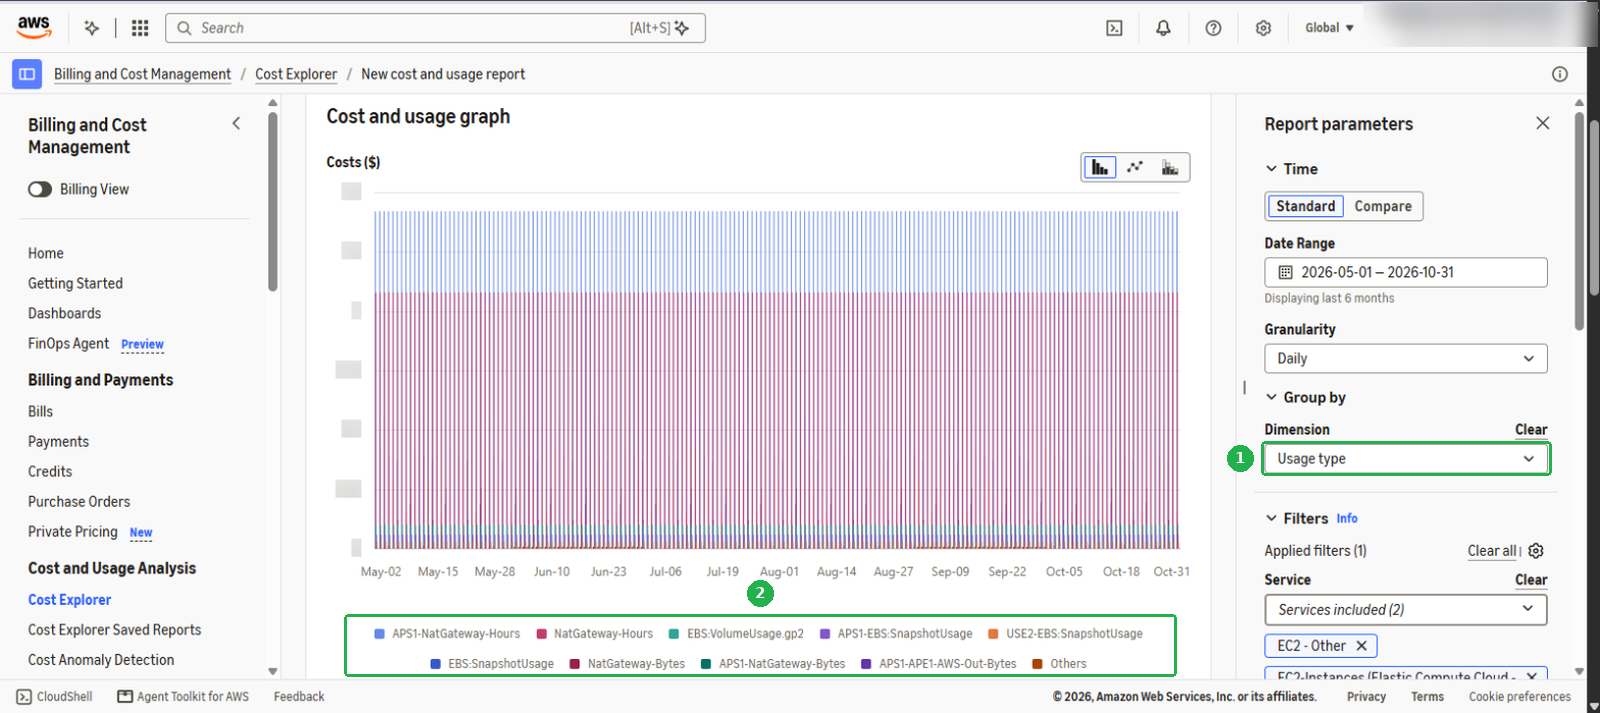 aws
Search [Alt+S]
Global
Billing and Cost Management / Cost Explorer / New cost and usage report
Billing and Cost Management
Billing View
Home
Getting Started
Dashboards
FinOps Agent Preview
Billing and Payments
Bills
Payments
Credits
Purchase Orders
Private Pricing New
Cost and Usage Analysis
Cost Explorer
Cost Explorer Saved Reports
Cost Anomaly Detection
Cost and usage graph
Costs ($)
May-02 May-15 May-28 Jun-10 Jun-23 Jul-06 Jul-19 Aug-01 Aug-14 Aug-27 Sep-09 Sep-22 Oct-05 Oct-18 Oct-31
2
APS1-NatGateway-Hours NatGateway-Hours EBS:VolumeUsage.gp2 APS1-EBS:SnapshotUsage USE2-EBS:SnapshotUsage
EBS:SnapshotUsage NatGateway-Bytes APS1-NatGateway-Bytes APS1-APE1-AWS-Out-Bytes Others
Report parameters
Time
Standard Compare
Date Range
2026-05-01 – 2026-10-31
Displaying last 6 months
Granularity
Daily
Group by
Dimension Clear
1 Usage type
Filters Info
Applied filters (1) Clear all
Service Clear
Services included (2)
EC2 - Other
EC2-Instances (Elastic Compute Cloud -
CloudShell Agent Toolkit for AWS Feedback © 2026, Amazon Web Services, Inc. or its affiliates. Privacy Terms Cookie preferences